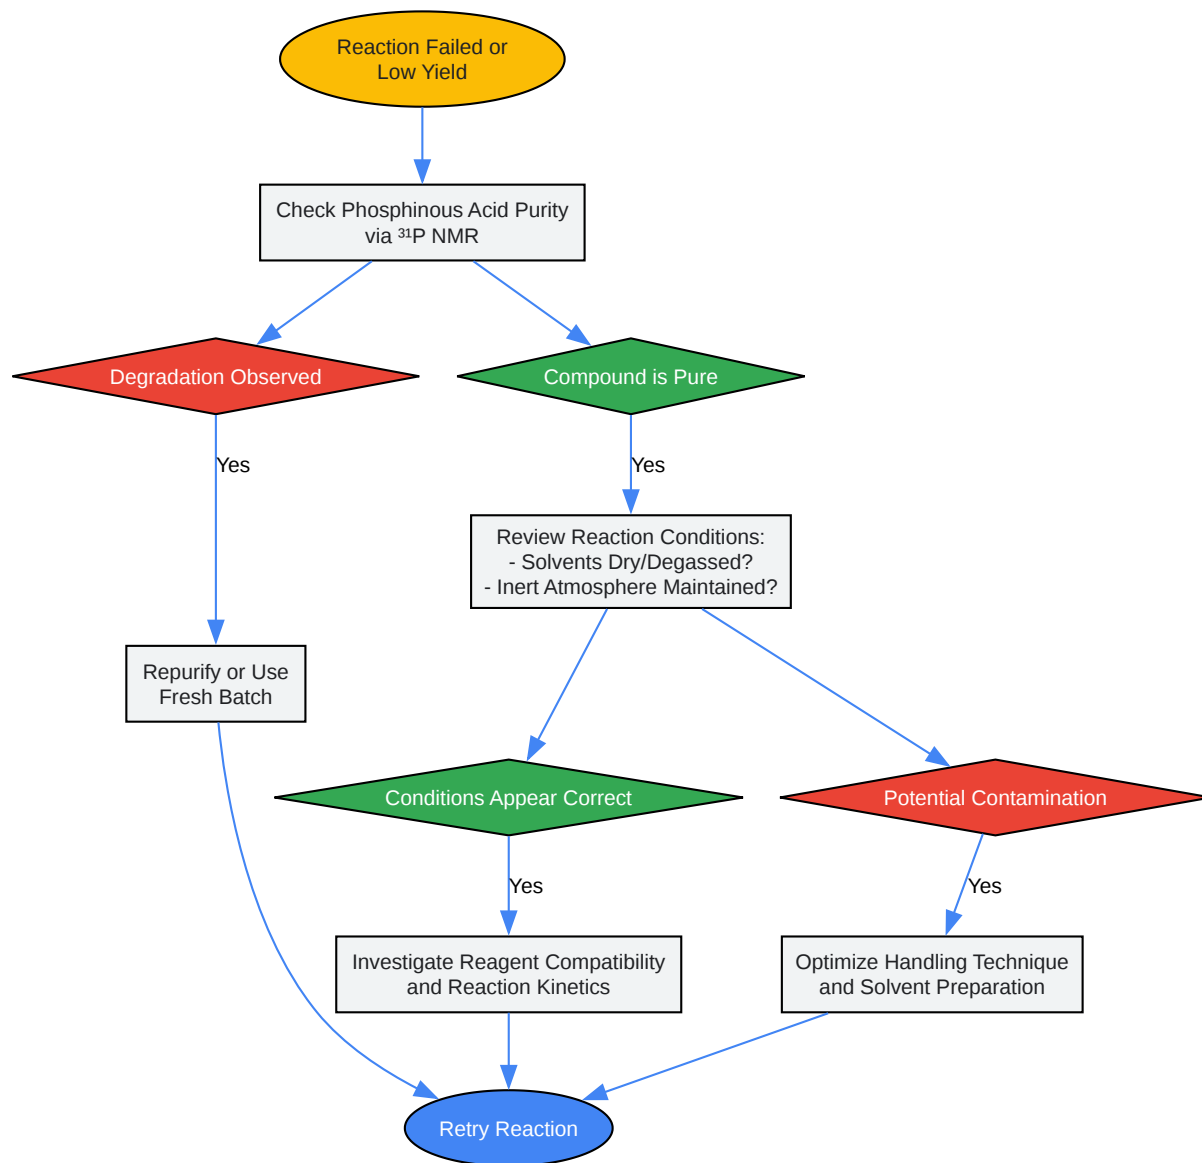 Reaction Failed or
Low Yield
Check Phosphinous Acid Purity
via ³¹P NMR
Degradation Observed
Compound is Pure
Yes
Yes
Review Reaction Conditions:
- Solvents Dry/Degassed?
- Inert Atmosphere Maintained?
Repurify or Use
Fresh Batch
Conditions Appear Correct
Potential Contamination
Yes
Yes
Investigate Reagent Compatibility
and Reaction Kinetics
Optimize Handling Technique
and Solvent Preparation
Retry Reaction